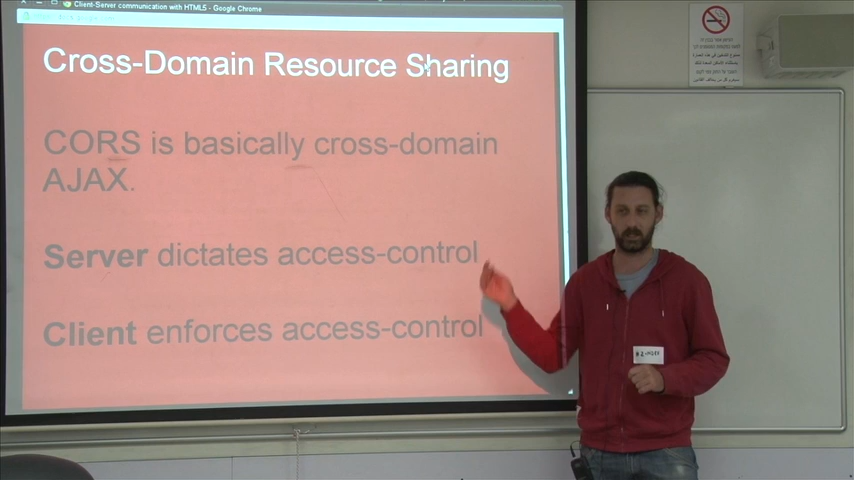 Client-Server communication with HTML5 - Google Chrome
Cross-Domain Resource Sharing
CORS is basically cross-domain
AJAX.
Server dictates access-control
Client enforces access-control